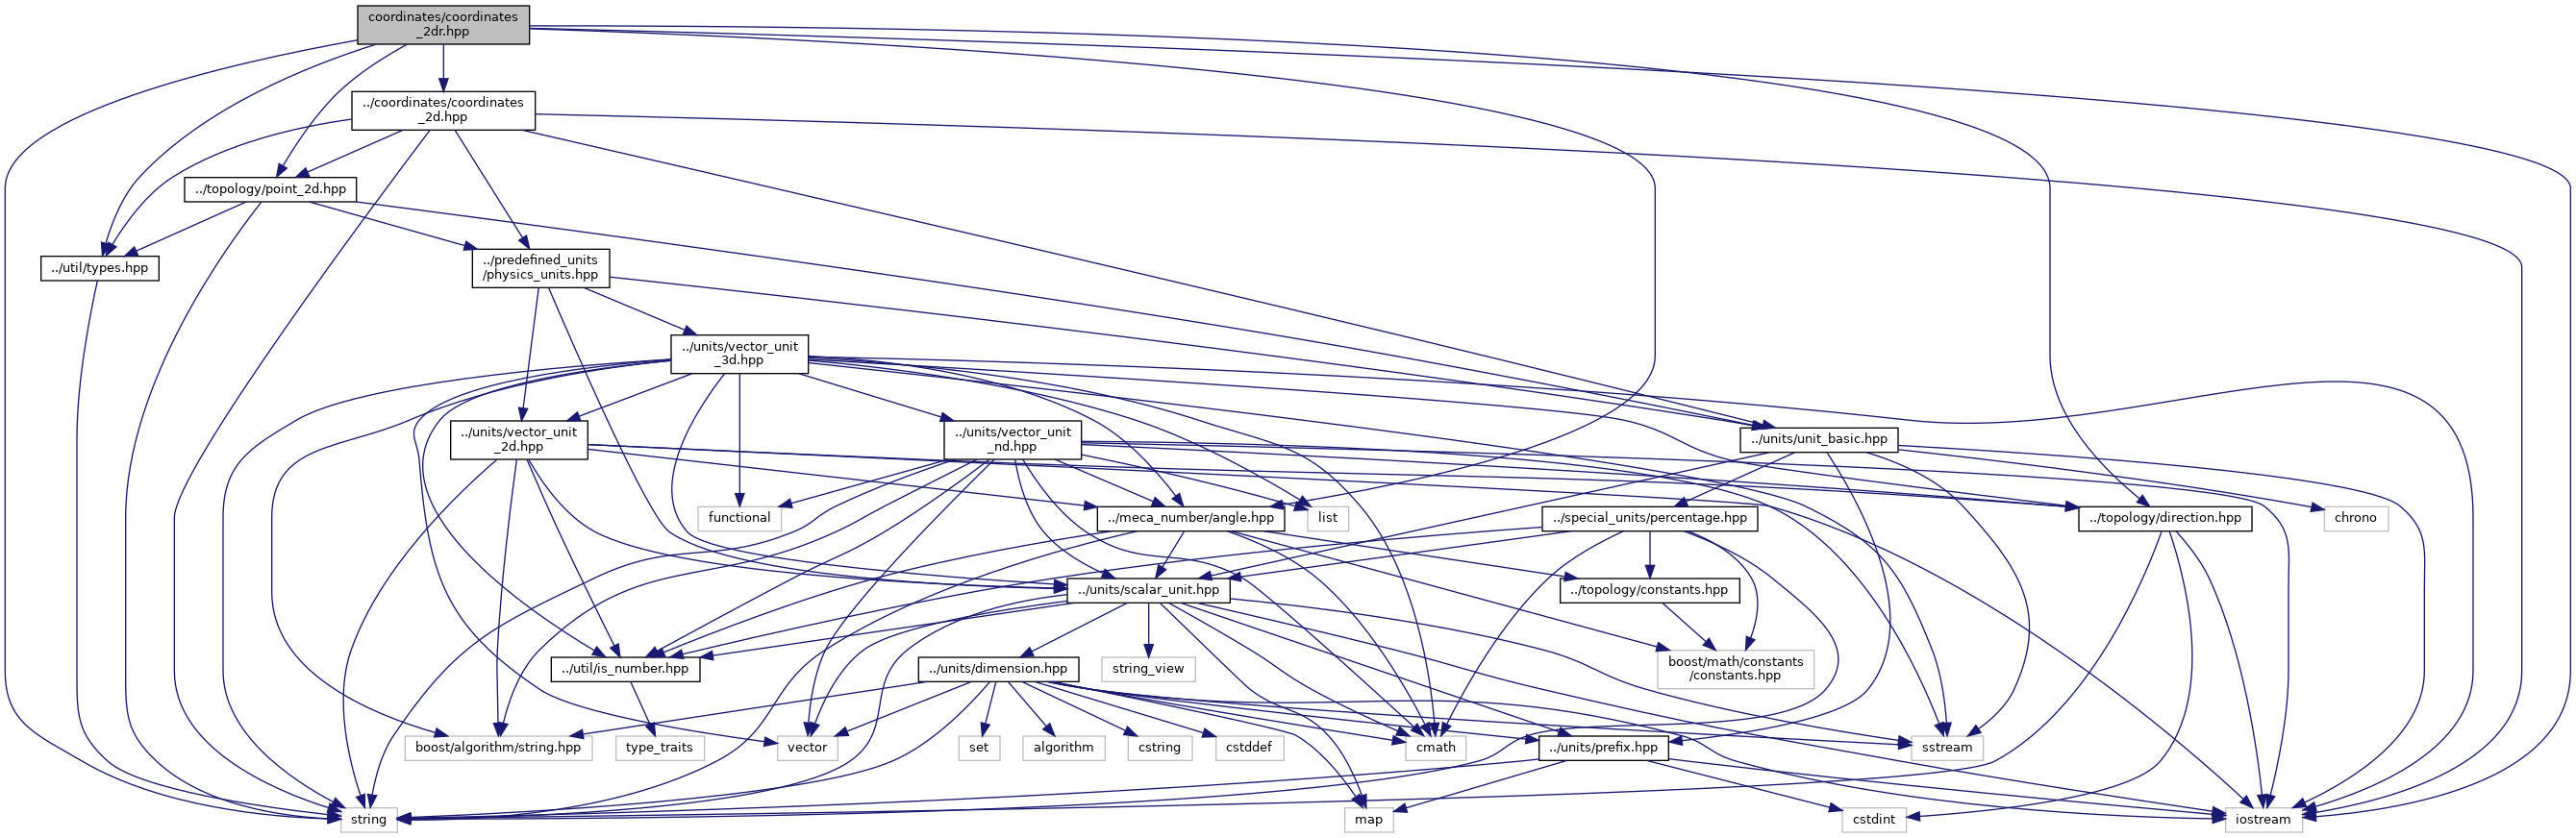 coordinates/coordinates
_2dr.hpp
../coordinates/coordinates
_2d.hpp
../topology/point_2d.hpp
../util/types.hpp
../predefined_units
/physics_units.hpp
../units/vector_unit
_3d.hpp
../units/vector_unit
_2d.hpp
../units/vector_unit
_nd.hpp
../units/unit_basic.hpp
functional
../meca_number/angle.hpp
list
../special_units/percentage.hpp
../topology/direction.hpp
chrono
../units/scalar_unit.hpp
../topology/constants.hpp
../util/is_number.hpp
../units/dimension.hpp
string_view
boost/math/constants
/constants.hpp
boost/algorithm/string.hpp
type_traits
vector
set
algorithm
cstring
cstddef
cmath
../units/prefix.hpp
sstream
string
map
cstdint
iostream